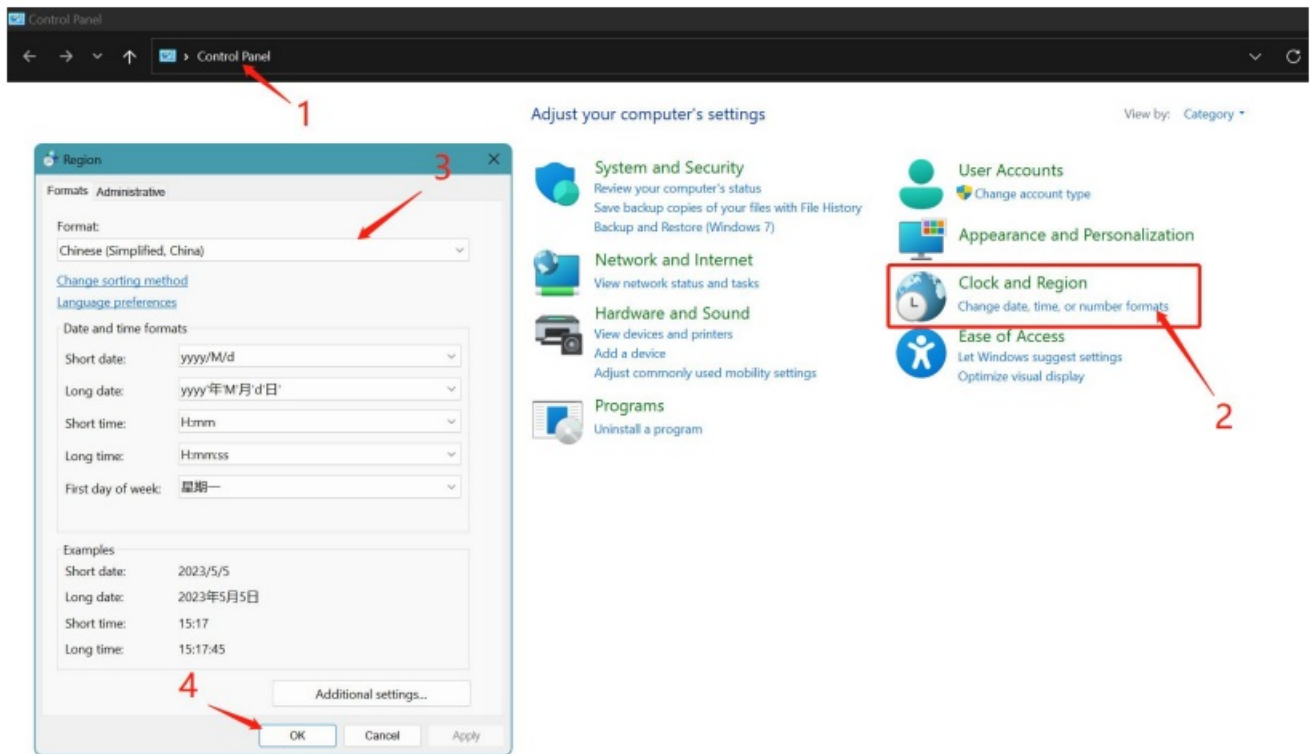 Control Panel
Control Panel
1
Adjust your computer's settings
View by: Category
Region
3
Formats Administrative
Format:
Chinese (Simplified, China)
Change sorting method
Language preferences
Date and time formats
Short date: yyyy/M/d
Long date: yyyy'年'M'月'd'日'
Short time: H:mm
Long time: H:mm:ss
First day of week: 星期一
Examples
Short date: 2023/5/5
Long date: 2023年5月5日
Short time: 15:17
Long time: 15:17:45
4
Additional settings...
OK Cancel Apply
System and Security
Review your computer's status
Save backup copies of your files with File History
Backup and Restore (Windows 7)
Network and Internet
View network status and tasks
Hardware and Sound
View devices and printers
Add a device
Adjust commonly used mobility settings
Programs
Uninstall a program
User Accounts
Change account type
Appearance and Personalization
Clock and Region
Change date, time, or number formats
Ease of Access
Let Windows suggest settings
Optimize visual display
2